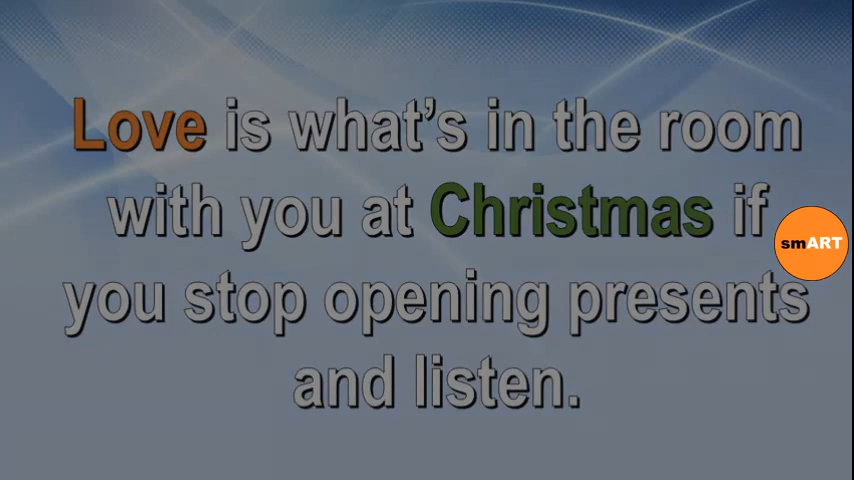 Love is what's in the room
with you at Christmas if
you stop opening presents
and listen.
smART